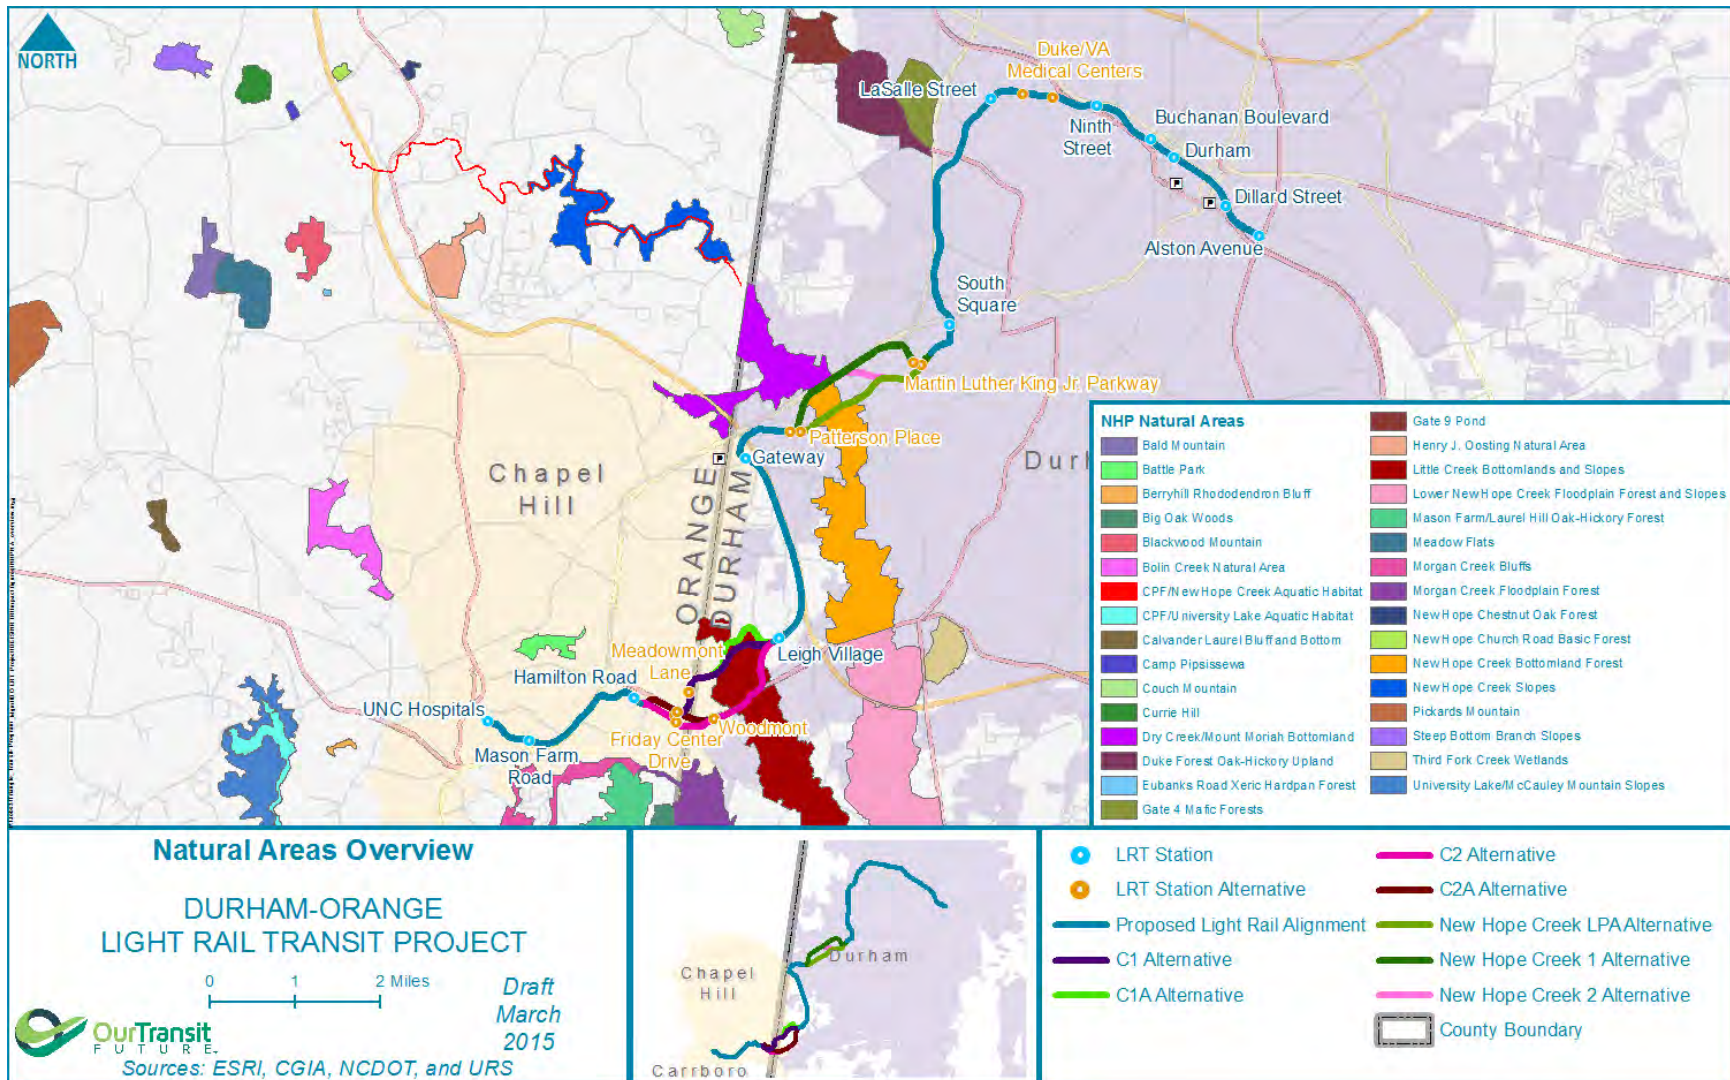 NORTH
Duke/VA
Medical Centers
LaSalle Street
Ninth
Street
Buchanan Boulevard
Durham
P
P
Dillard Street
Alston Avenue
South
Square
Martin Luther King Jr. Parkway
Patterson Place
Gateway
P
Chapel
Hill
ORANGE
DURHAM
Meadowmont
Lane
Leigh Village
Hamilton Road
UNC Hospitals
Woodmont
Friday Center
Drive
Mason Farm
Road
NHP Natural Areas
Bald Mountain
Battle Park
Berryhill Rhododendron Bluff
Big Oak Woods
Blackwood Mountain
Bolin Creek Natural Area
CPF/New Hope Creek Aquatic Habitat
CPF/University Lake Aquatic Habitat
Calvander Laurel Bluff and Bottom
Camp Pipsissewa
Couch Mountain
Currie Hill
Dry Creek/Mount Moriah Bottomland
Duke Forest Oak-Hickory Upland
Eubanks Road Xeric Hardpan Forest
Gate 4 Mafic Forests
Gate 9 Pond
Henry J. Oosting Natural Area
Little Creek Bottomlands and Slopes
Lower New Hope Creek Floodplain Forest and Slopes
Mason Farm/Laurel Hill Oak-Hickory Forest
Meadow Flats
Morgan Creek Bluffs
Morgan Creek Floodplain Forest
New Hope Chestnut Oak Forest
New Hope Church Road Basic Forest
New Hope Creek Bottomland Forest
New Hope Creek Slopes
Pickards Mountain
Steep Bottom Branch Slopes
Third Fork Creek Wetlands
University Lake/McCauley Mountain Slopes
Natural Areas Overview
DURHAM-ORANGE
LIGHT RAIL TRANSIT PROJECT
0 1 2 Miles
Draft
March
2015
OurTransit
FUTURE
Sources: ESRI, CGIA, NCDOT, and URS
Durham
Chapel
Hill
Carrboro
LRT Station
LRT Station Alternative
Proposed Light Rail Alignment
C1 Alternative
C1A Alternative
C2 Alternative
C2A Alternative
New Hope Creek LPA Alternative
New Hope Creek 1 Alternative
New Hope Creek 2 Alternative
County Boundary